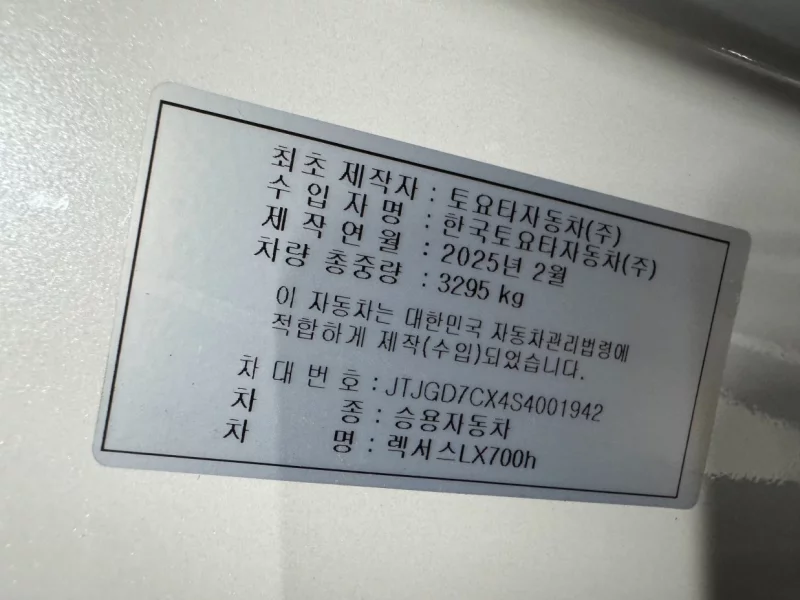 최초 제작자 : 토요타자동차(주)
수 입 자 명 : 한국토요타자동차(주)
제 작 연 월 : 2025년 2월
차량 총중량 : 3295 kg
이 자동차는 대한민국 자동차관리법령에
적합하게 제작(수입)되었습니다.
차 대 번 호 : JTJGD7CX4S4001942
차 종 : 승용자동차
차 명 : 렉서스LX700h